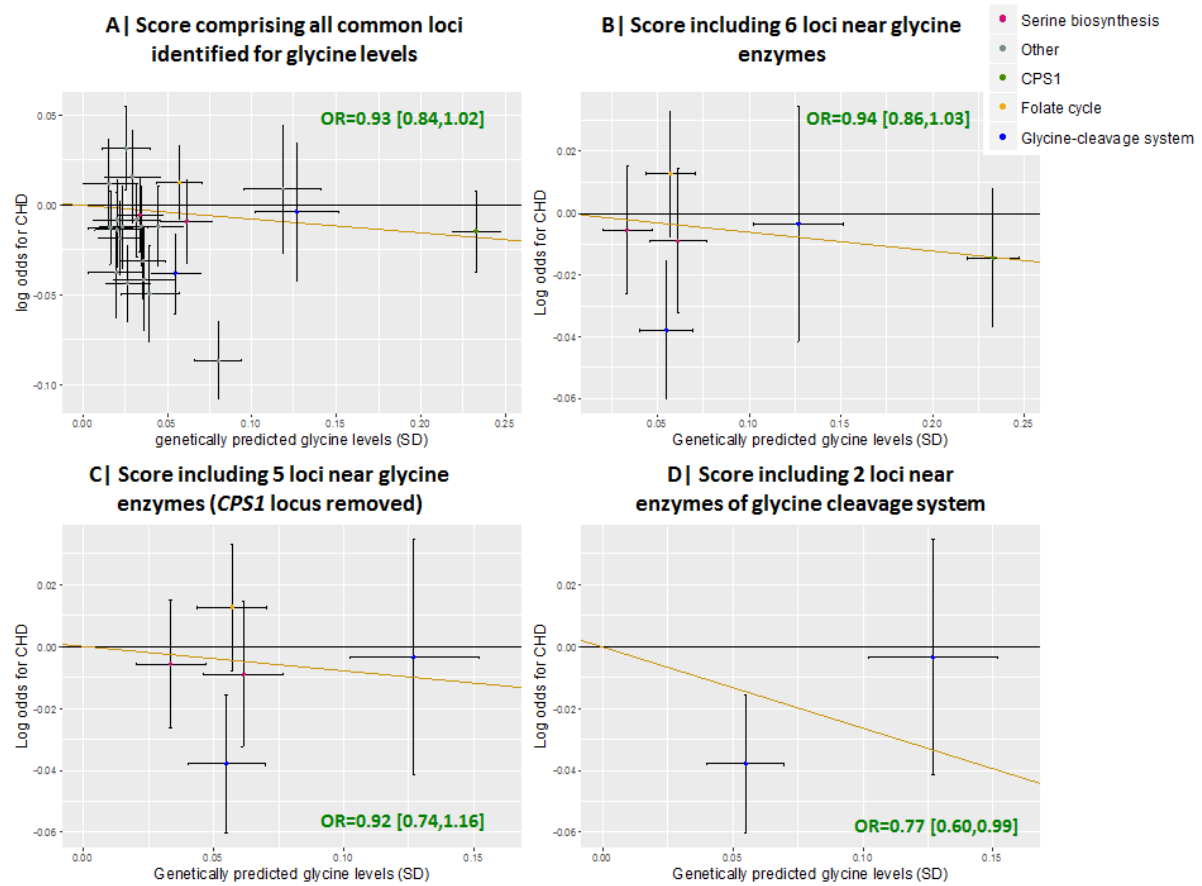 A| Score comprising all common loci
identified for glycine levels
OR=0.93 [0.84,1.02]
0.05
0.00
-0.05
-0.10
log odds for CHD
0.00 0.05 0.10 0.15 0.20 0.25
genetically predicted glycine levels (SD)
B| Score including 6 loci near glycine
enzymes
OR=0.94 [0.86,1.03]
0.02
0.00
-0.02
-0.04
-0.06
Log odds for CHD
0.05 0.10 0.15 0.20 0.25
Genetically predicted glycine levels (SD)
Serine biosynthesis
Other
CPS1
Folate cycle
Glycine-cleavage system
C| Score including 5 loci near glycine
enzymes (CPS1 locus removed)
0.02
0.00
-0.02
-0.04
-0.06
Log odds for CHD
OR=0.92 [0.74,1.16]
0.00 0.05 0.10 0.15
Genetically predicted glycine levels (SD)
D| Score including 2 loci near
enzymes of glycine cleavage system
0.02
0.00
-0.02
-0.04
-0.06
Log odds for CHD
OR=0.77 [0.60,0.99]
0.00 0.05 0.10 0.15
Genetically predicted glycine levels (SD)